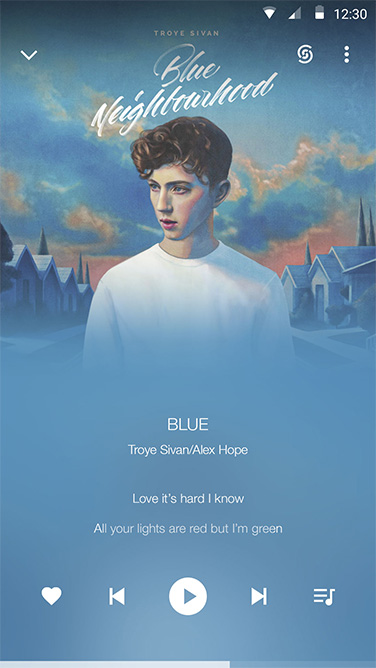 12:30
TROYE SIVAN
Blue
Neighbourhood
BLUE
Troye Sivan/Alex Hope
Love it's hard I know
All your lights are red but I'm green